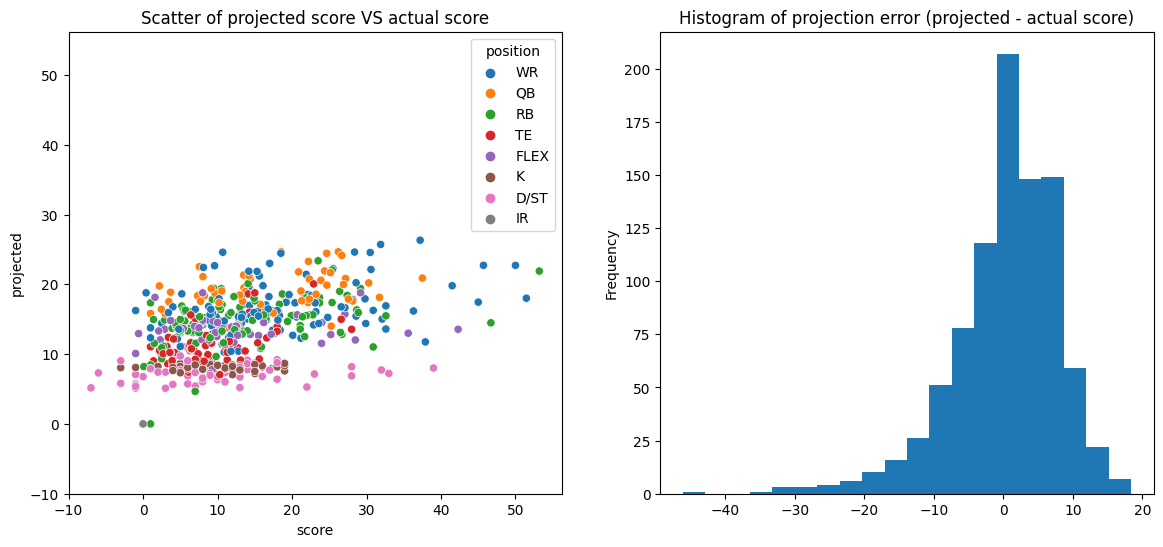 Scatter of projected score VS actual score
projected
50
40
30
20
10
0
−10
position
WR
QB
RB
TE
FLEX
K
D/ST
IR
−10 0 10 20 30 40 50
score
Histogram of projection error (projected - actual score)
Frequency
200
175
150
125
100
75
50
25
0
−40 −30 −20 −10 0 10 20